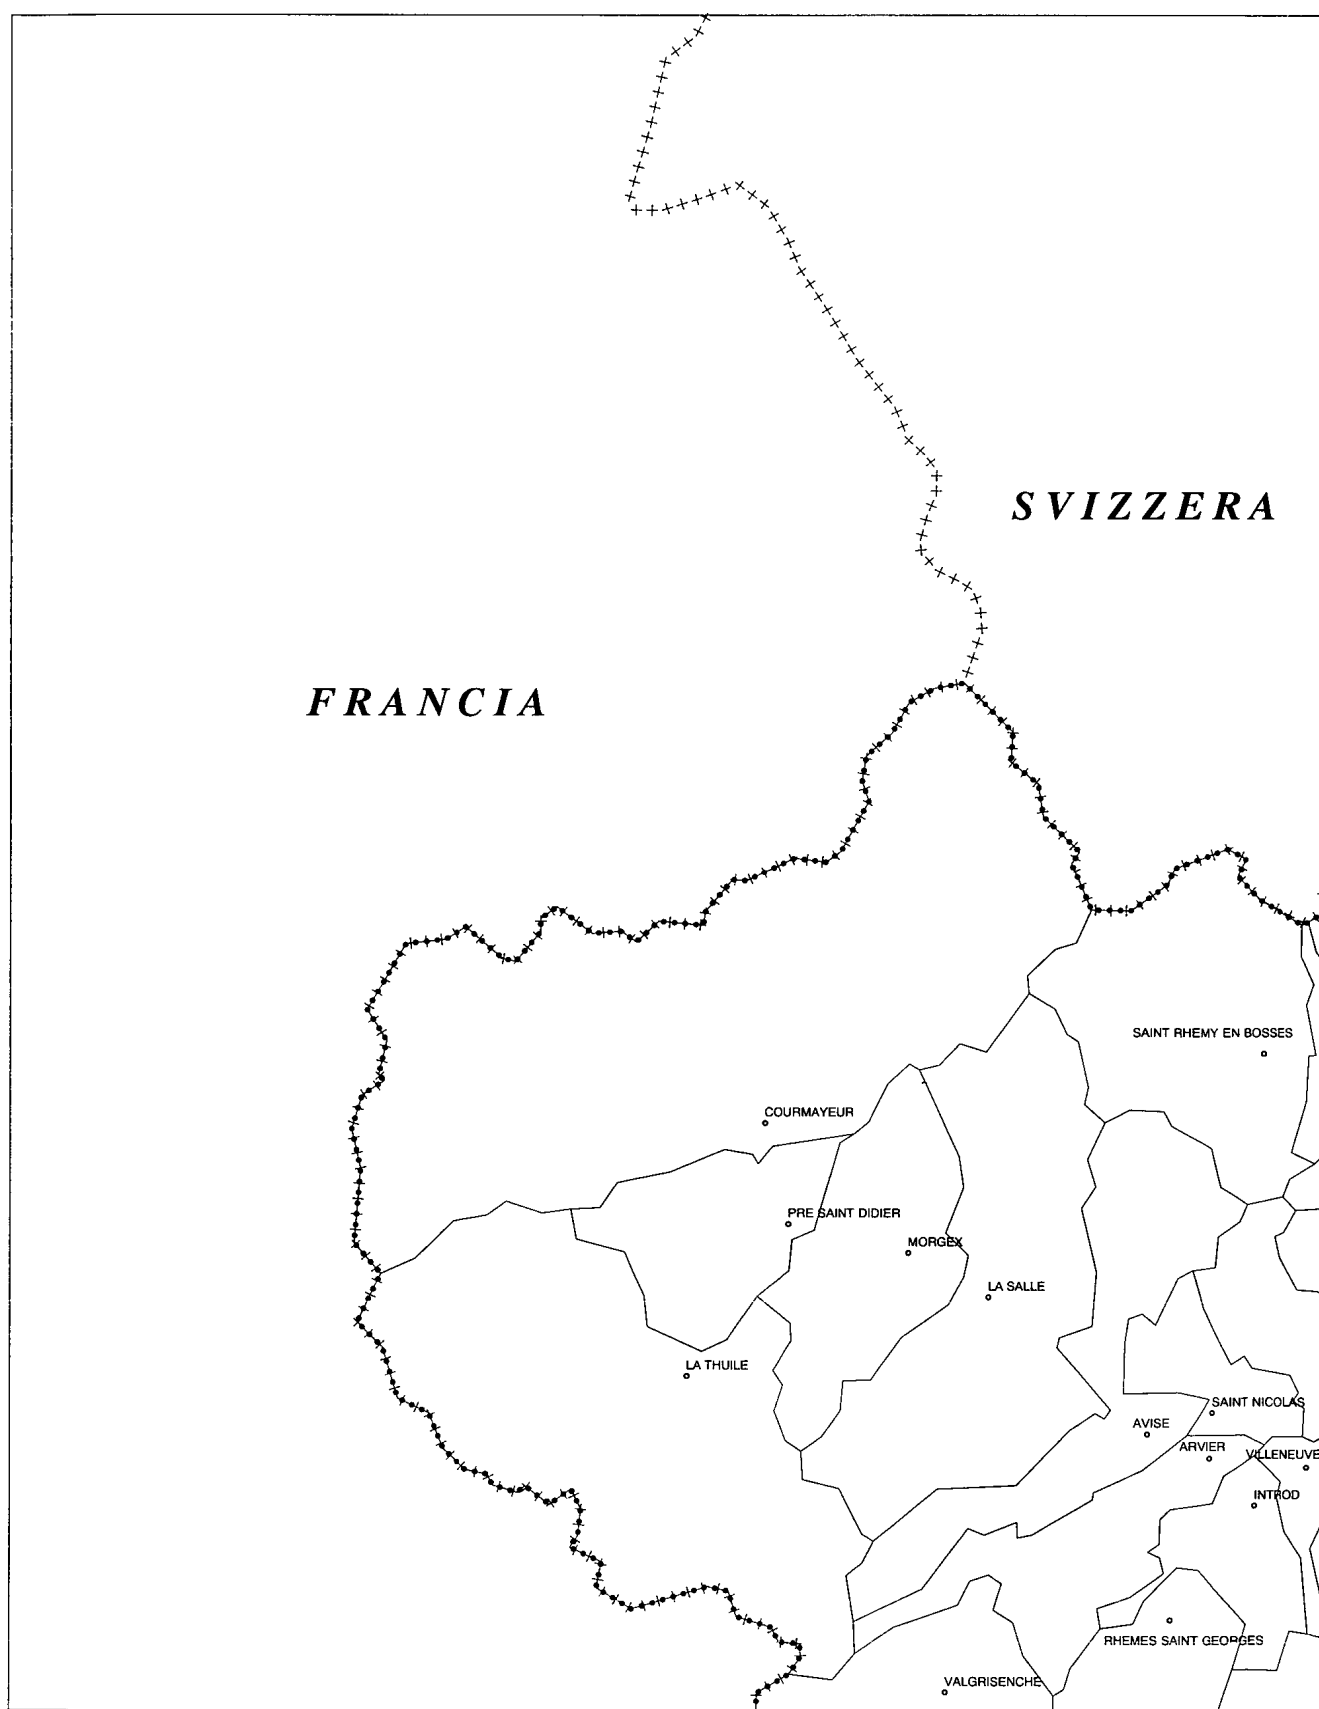 SVIZZERA
FRANCIA
SAINT RHEMY EN BOSSES
COURMAYEUR
PRE SAINT DIDIER
MORGEX
LA SALLE
LA THUILE
SAINT NICOLAS
AVISE
ARVIER
VILLENEUVE
INTROD
RHEMES SAINT GEORGES
VALGRISENCHE